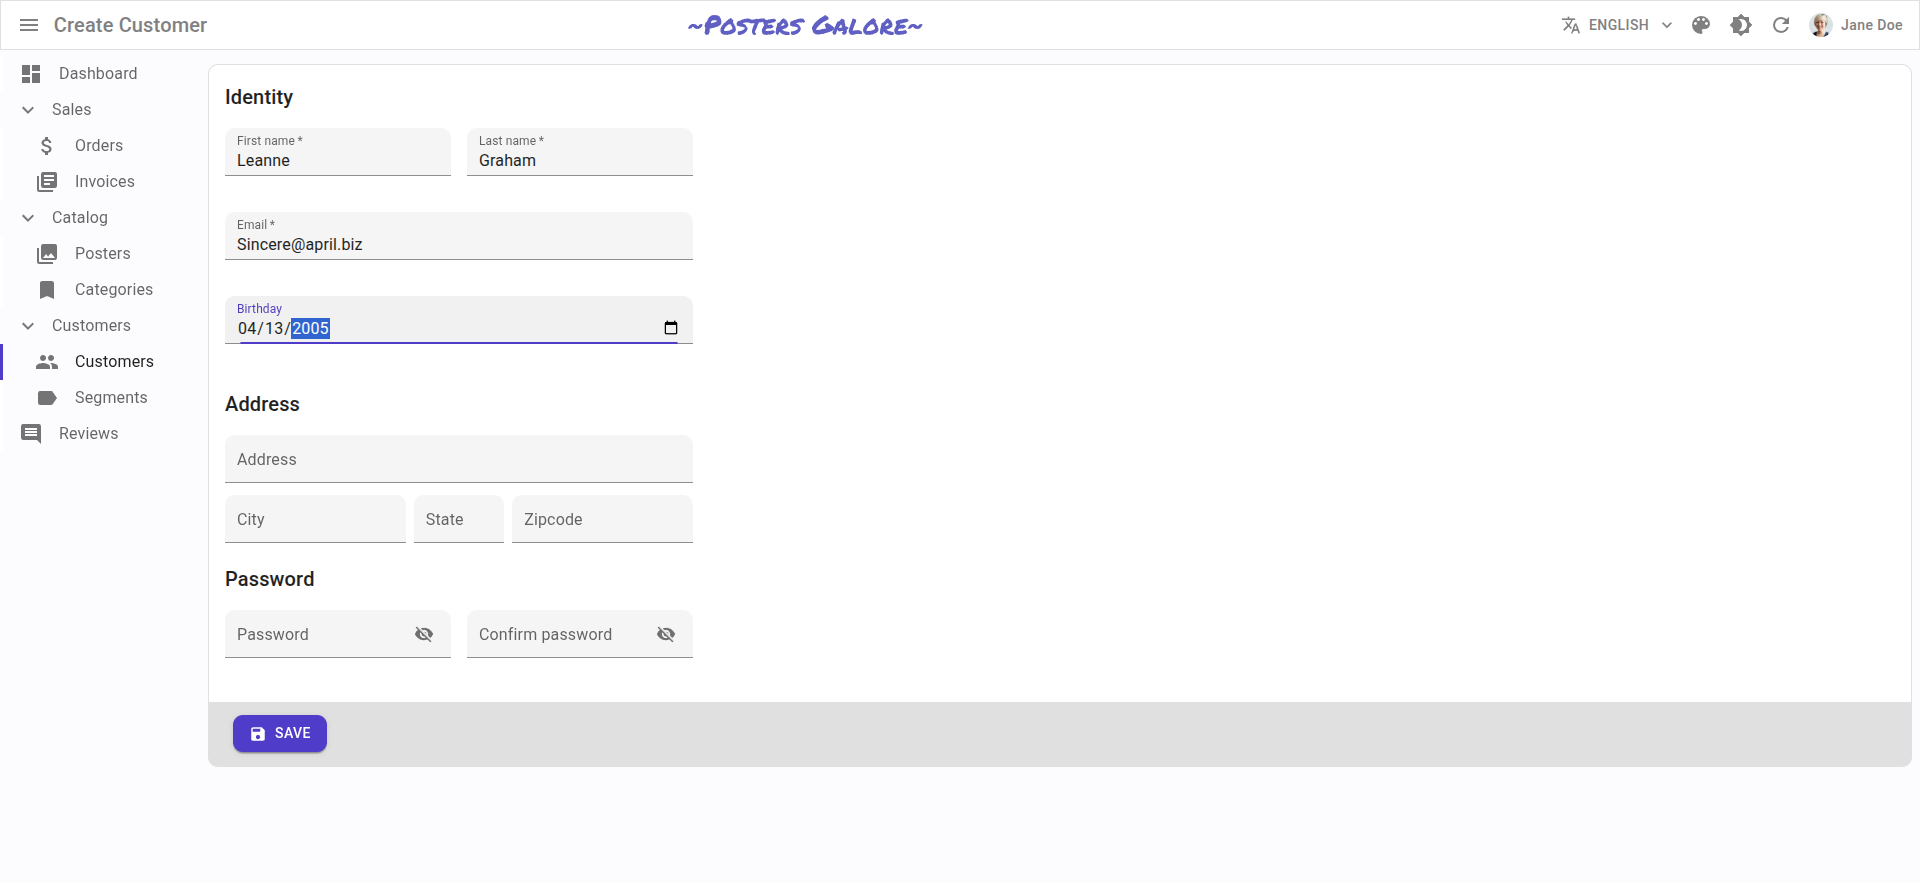 Create Customer
~Posters Galore~
ENGLISH
Jane Doe
Dashboard
Sales
Orders
Invoices
Catalog
Posters
Categories
Customers
Customers
Segments
Reviews
Identity
First name *
Leanne
Last name *
Graham
Email *
Sincere@april.biz
Birthday
04/13/2005
Address
Address
City
State
Zipcode
Password
Password
Confirm password
SAVE